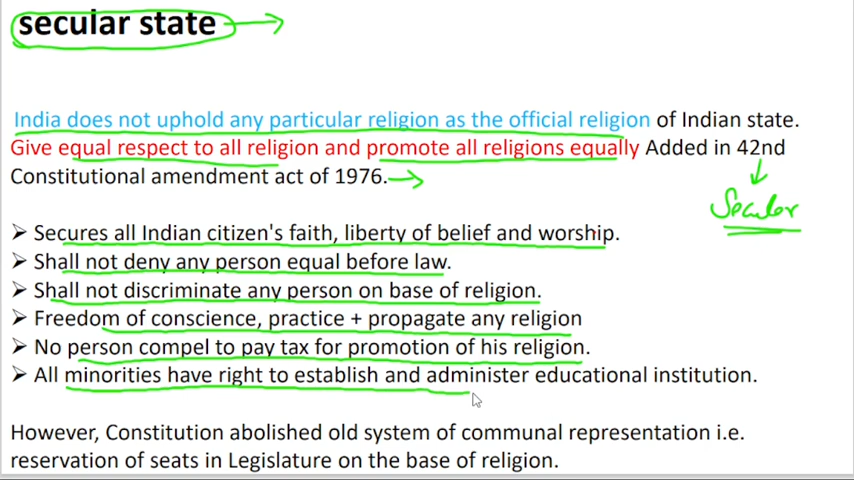 secular state
India does not uphold any particular religion as the official religion of Indian state.
Give equal respect to all religion and promote all religions equally Added in 42nd
Constitutional amendment act of 1976.
Secular
➤ Secures all Indian citizen's faith, liberty of belief and worship.
➤ Shall not deny any person equal before law.
➤ Shall not discriminate any person on base of religion.
➤ Freedom of conscience, practice + propagate any religion
➤ No person compel to pay tax for promotion of his religion.
➤ All minorities have right to establish and administer educational institution.
However, Constitution abolished old system of communal representation i.e.
reservation of seats in Legislature on the base of religion.